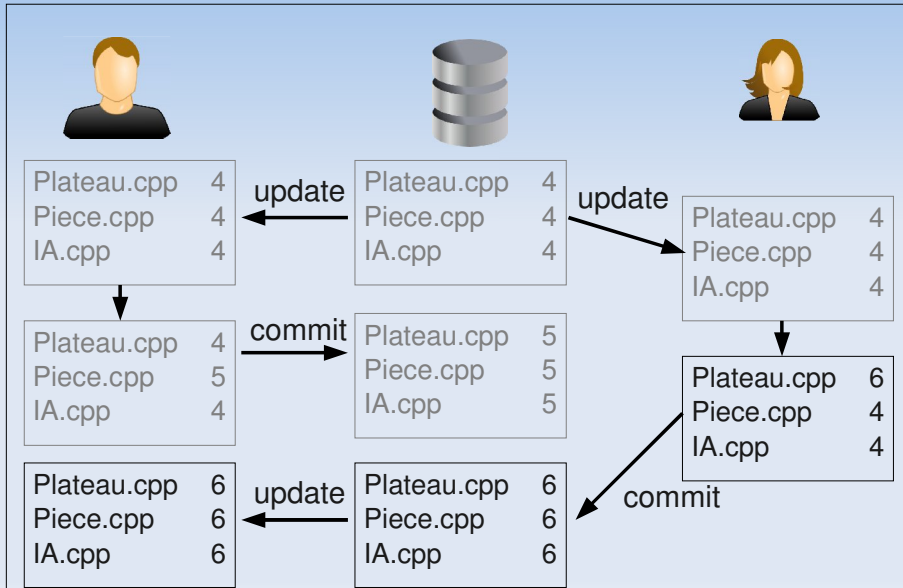 Plateau.cpp 4
Piece.cpp 4
IA.cpp 4
update
Plateau.cpp 4
Piece.cpp 4
IA.cpp 4
update
Plateau.cpp 4
Piece.cpp 4
IA.cpp 4
Plateau.cpp 4
Piece.cpp 5
IA.cpp 4
commit
Plateau.cpp 5
Piece.cpp 5
IA.cpp 5
Plateau.cpp 6
Piece.cpp 4
IA.cpp 4
commit
Plateau.cpp 6
Piece.cpp 6
IA.cpp 6
update
Plateau.cpp 6
Piece.cpp 6
IA.cpp 6